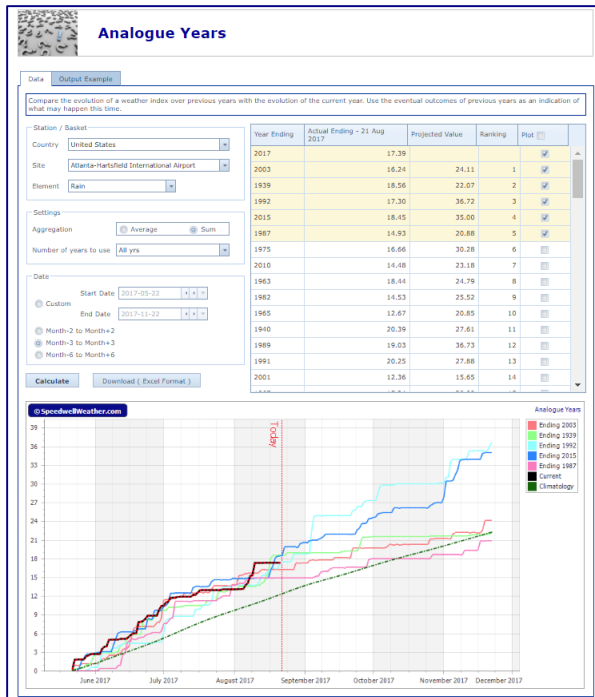 Analogue Years
Data Output Example
Compare the evolution of a weather index over previous years with the evolution of the current year. Use the eventual outcomes of previous years as an indication of
what may happen this time.
Station / Basket
Country United States
Site Atlanta-Hartsfield International Airport
Element Rain
Settings
Aggregation Average Sum
Number of years to use All yrs
Date
Start Date 2017-05-22
Custom
End Date 2017-11-22
Month-2 to Month+2
Month-3 to Month+3
Month-6 to Month+6
Calculate Download ( Excel Format )
Year Ending Actual Ending - 21 Aug 2017 Projected Value Ranking Plot
2017 17.39
2003 16.24 24.11 1
1939 18.56 22.07 2
1992 17.30 36.72 3
2015 18.45 35.00 4
1987 14.93 20.88 5
1975 16.66 30.28 6
2010 14.48 23.18 7
1963 18.44 24.79 8
1982 14.53 25.52 9
1965 12.67 20.85 10
1940 20.39 27.61 11
1989 19.03 36.73 12
1991 20.25 27.88 13
2001 12.36 15.65 14
© SpeedwellWeather.com
Today
Analogue Years
Ending 2003
Ending 1939
Ending 1992
Ending 2015
Ending 1987
Current
Climatology
39
36
33
30
27
24
21
18
15
12
9
6
3
0
June 2017 July 2017 August 2017 September 2017 October 2017 November 2017 December 2017